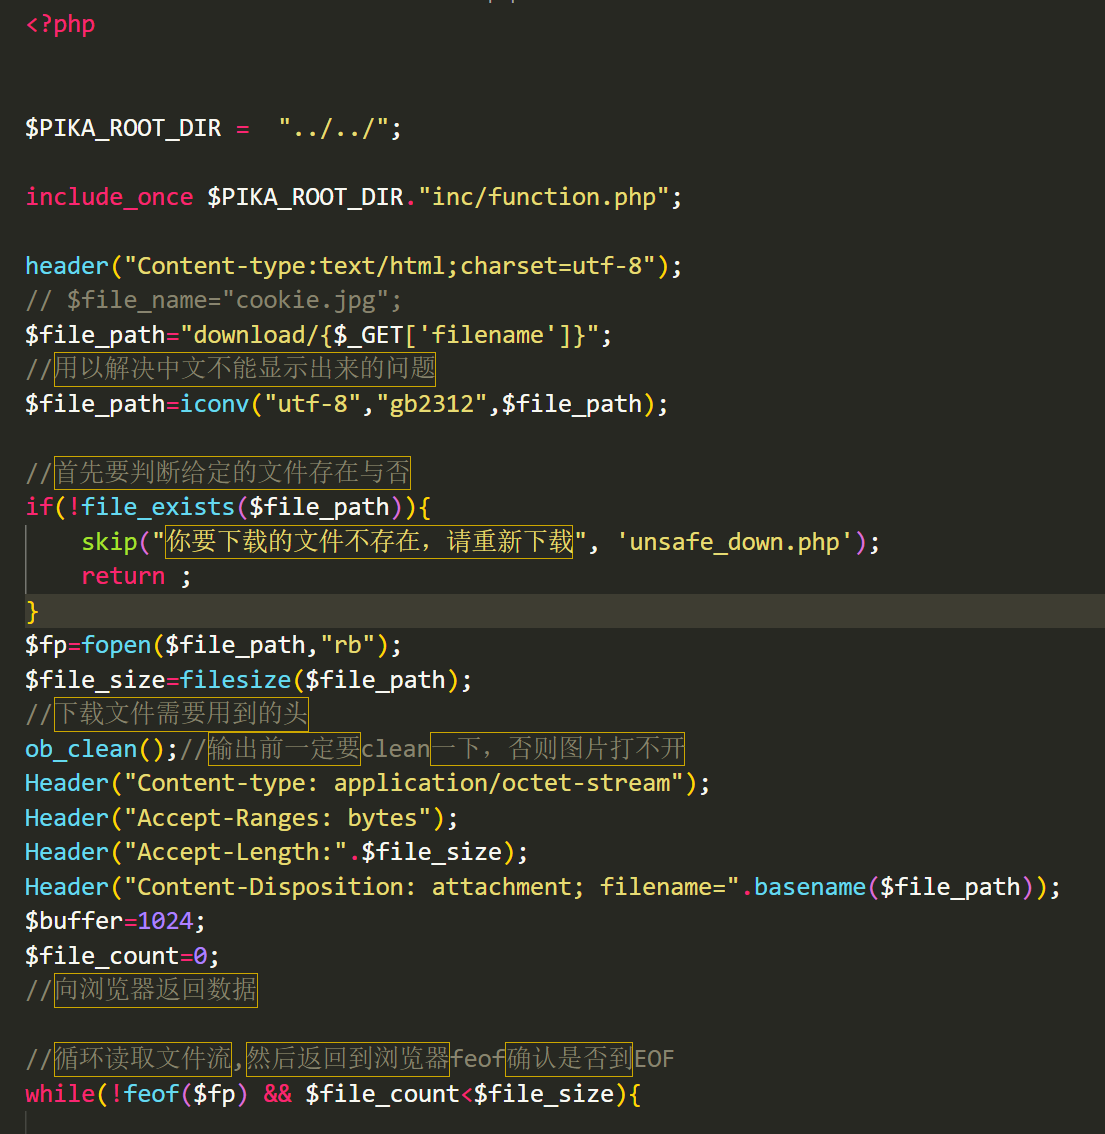 <?php
$PIKA_ROOT_DIR =  "../../";
include_once $PIKA_ROOT_DIR."inc/function.php";
header("Content-type:text/html;charset=utf-8");
// $file_name="cookie.jpg";
$file_path="download/{$_GET['filename']}";
//用以解决中文不能显示出来的问题
$file_path=iconv("utf-8","gb2312",$file_path);
//首先要判断给定的文件存在与否
if(!file_exists($file_path)){
    skip("你要下载的文件不存在，请重新下载", 'unsafe_down.php');
    return ;
}
$fp=fopen($file_path,"rb");
$file_size=filesize($file_path);
//下载文件需要用到的头
ob_clean();//输出前一定要clean一下，否则图片打不开
Header("Content-type: application/octet-stream");
Header("Accept-Ranges: bytes");
Header("Accept-Length:".$file_size);
Header("Content-Disposition: attachment; filename=".basename($file_path));
$buffer=1024;
$file_count=0;
//向浏览器返回数据
//循环读取文件流,然后返回到浏览器feof确认是否到EOF
while(!feof($fp) && $file_count<$file_size){